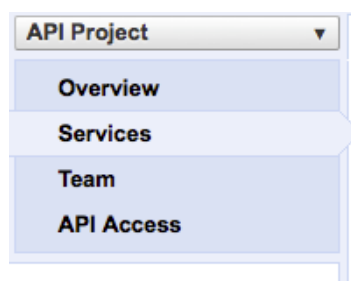 API Project
Overview
Services
Team
API Access